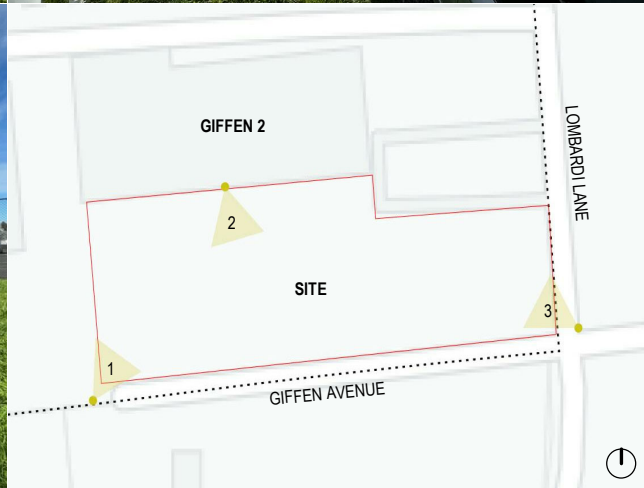 GIFFEN 2
LOMBARDI LANE
2
SITE
3
1
GIFFEN AVENUE